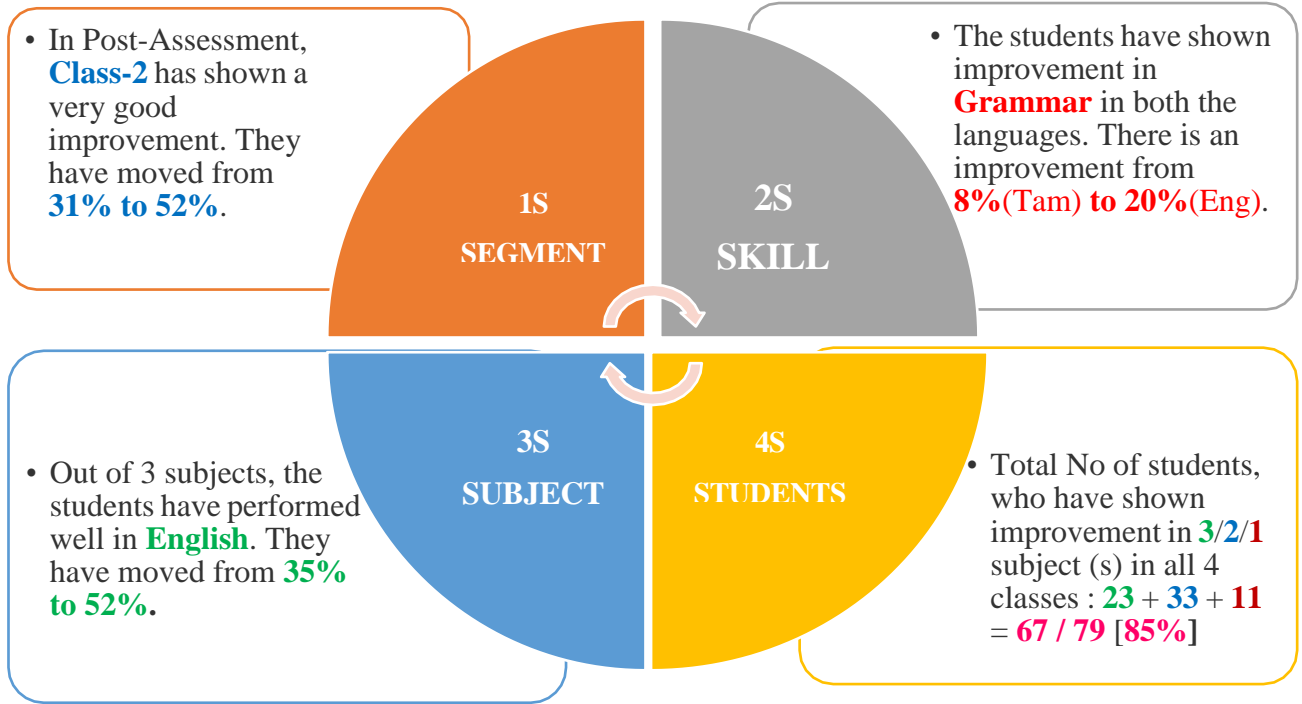 • In Post-Assessment,
Class-2 has shown a
very good
improvement. They
have moved from
31% to 52%.
1S
SEGMENT
2S
SKILL
• The students have shown
improvement in
Grammar in both the
languages. There is an
improvement from
8%(Tam) to 20%(Eng).
• Out of 3 subjects, the
students have performed
well in English. They
have moved from 35%
to 52%.
3S
SUBJECT
4S
STUDENTS
• Total No of students,
who have shown
improvement in 3/2/1
subject (s) in all 4
classes : 23 + 33 + 11
= 67 / 79 [85%]